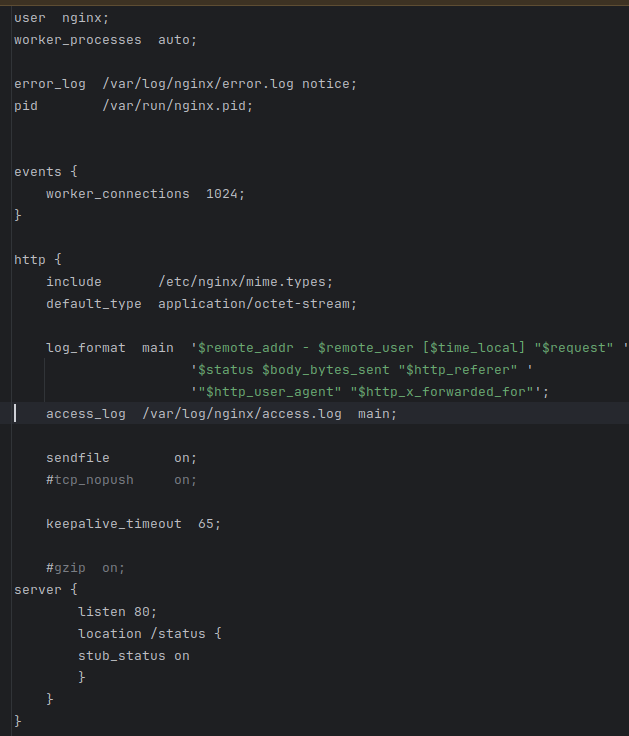 user  nginx;
worker_processes  auto;
error_log  /var/log/nginx/error.log notice;
pid        /var/run/nginx.pid;
events {
    worker_connections  1024;
}
http {
    include       /etc/nginx/mime.types;
    default_type  application/octet-stream;
    log_format  main  '$remote_addr - $remote_user [$time_local] "$request" '
                      '$status $body_bytes_sent "$http_referer" '
                      '"$http_user_agent" "$http_x_forwarded_for"';
    access_log  /var/log/nginx/access.log  main;
    sendfile        on;
    #tcp_nopush     on;
    keepalive_timeout  65;
    #gzip  on;
server {
        listen 80;
        location /status {
        stub_status on
        }
    }
}